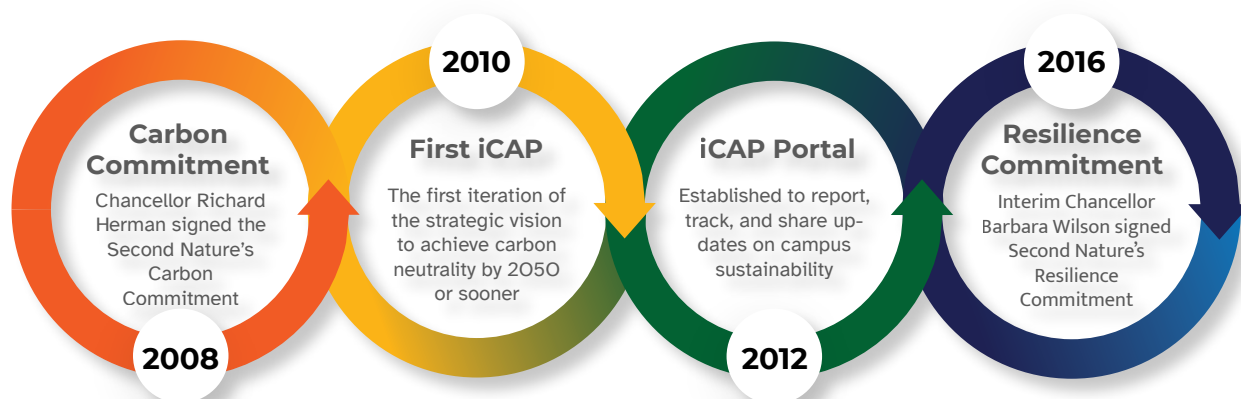 Carbon
Commitment
Chancellor Richard
Herman signed the
Second Nature's
Carbon
Commitment
2008
2010
First iCAP
The first iteration of
the strategic vision
to achieve carbon
neutrality by 2050
or sooner
iCAP Portal
Established to report,
track, and share up-
dates on campus
sustainability
2012
2016
Resilience
Commitment
Interim Chancellor
Barbara Wilson signed
Second Nature's
Resilience
Commitment